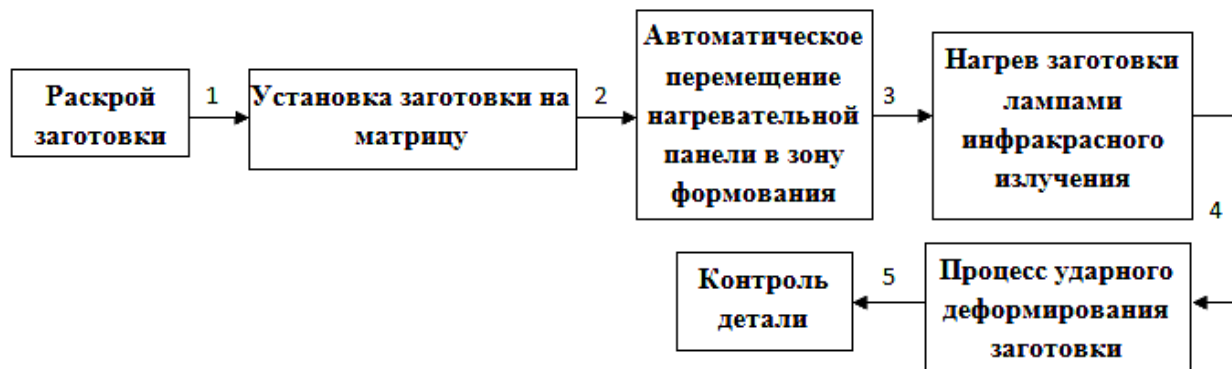 Раскрой
заготовки
1
Установка заготовки на
матрицу
2
Автоматическое
перемещение
нагревательной
панели в зону
формования
3
Нагрев заготовки
лампами
инфракрасного
излучения
4
Процесс ударного
деформирования
заготовки
5
Контроль
детали